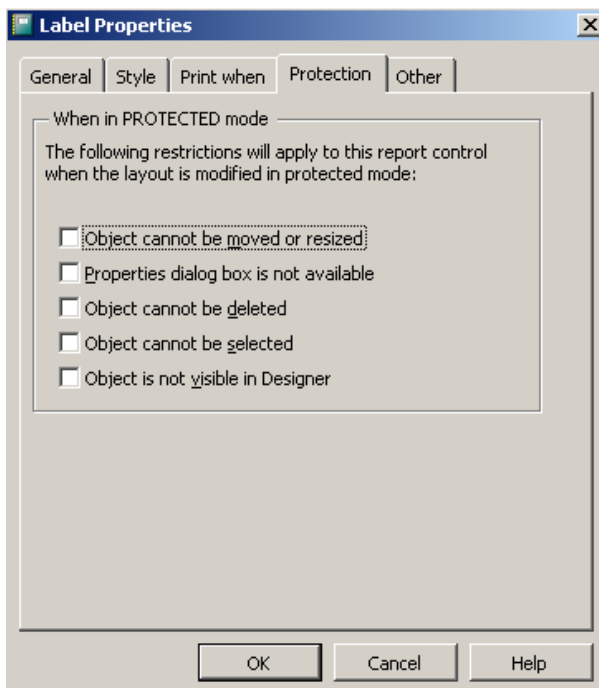 Label Properties
General Style Print when Protection Other
When in PROTECTED mode
The following restrictions will apply to this report control
when the layout is modified in protected mode:
Object cannot be moved or resized
Properties dialog box is not available
Object cannot be deleted
Object cannot be selected
Object is not visible in Designer
OK Cancel Help